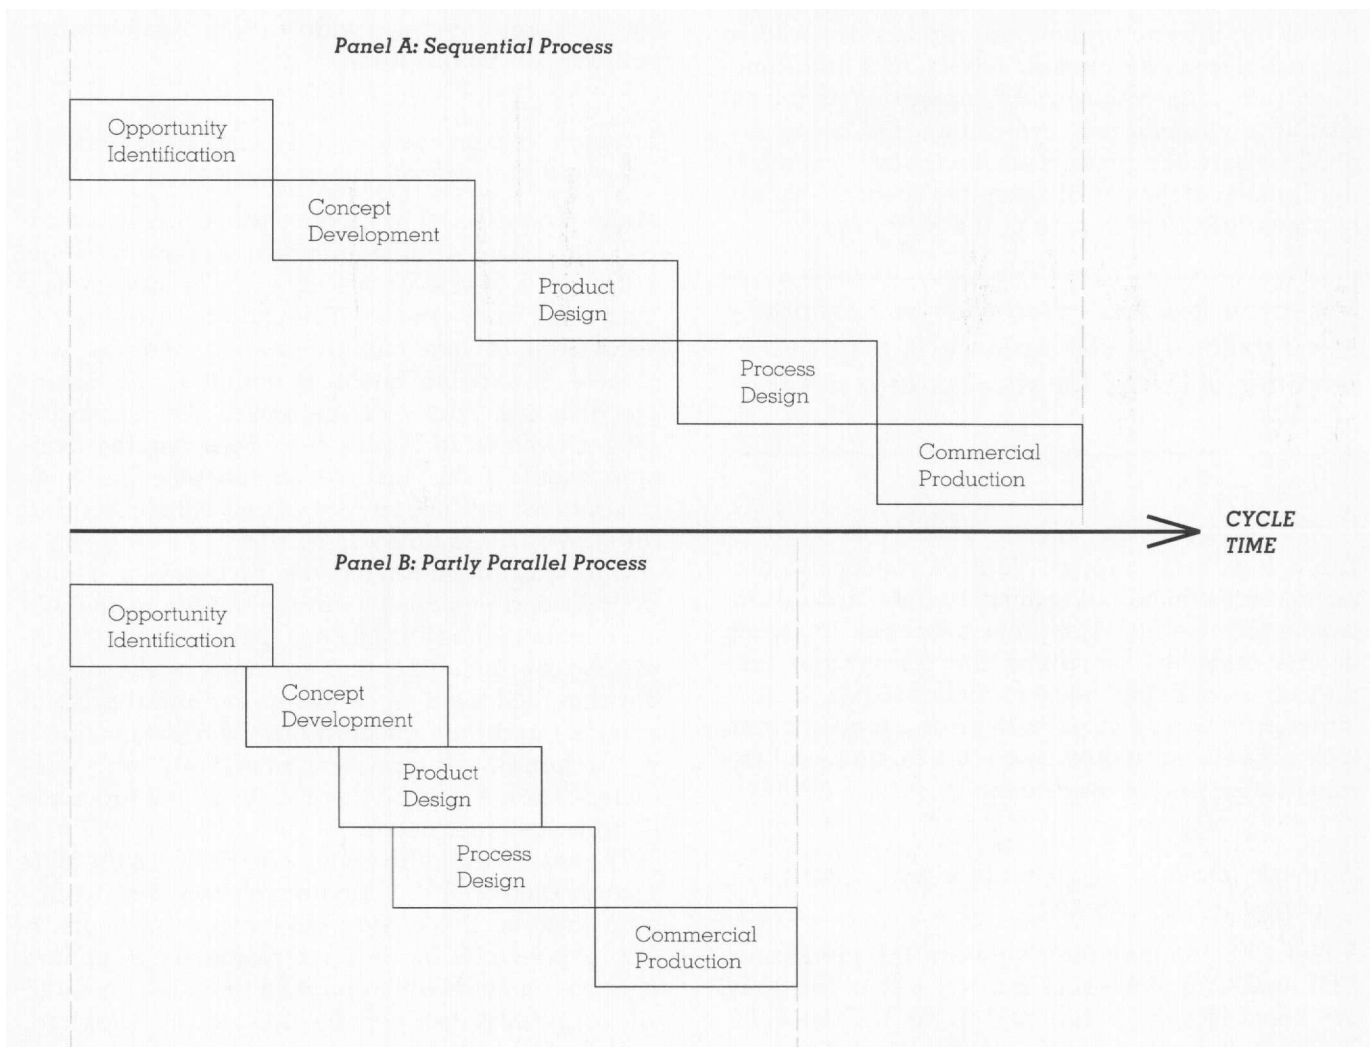 Panel A: Sequential Process
Opportunity
Identification
Concept
Development
Product
Design
Process
Design
Commercial
Production
CYCLE
TIME
Panel B: Partly Parallel Process
Opportunity
Identification
Concept
Development
Product
Design
Process
Design
Commercial
Production